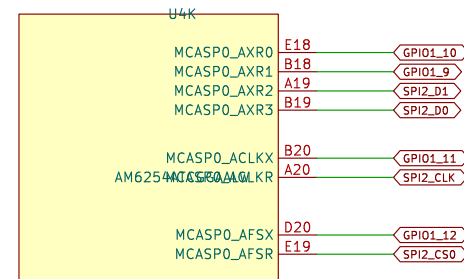 U4K
MCASP0_AXR0 E18 GPIO1_10
MCASP0_AXR1 B18 GPIO1_9
MCASP0_AXR2 A19 SPI2_D1
MCASP0_AXR3 B19 SPI2_D0
MCASP0_ACLKX B20 GPIO1_11
MCASP0_ACLKR A20 SPI2_CLK
MCASP0_AFSX D20 GPIO1_12
MCASP0_AFSR E19 SPI2_CS0